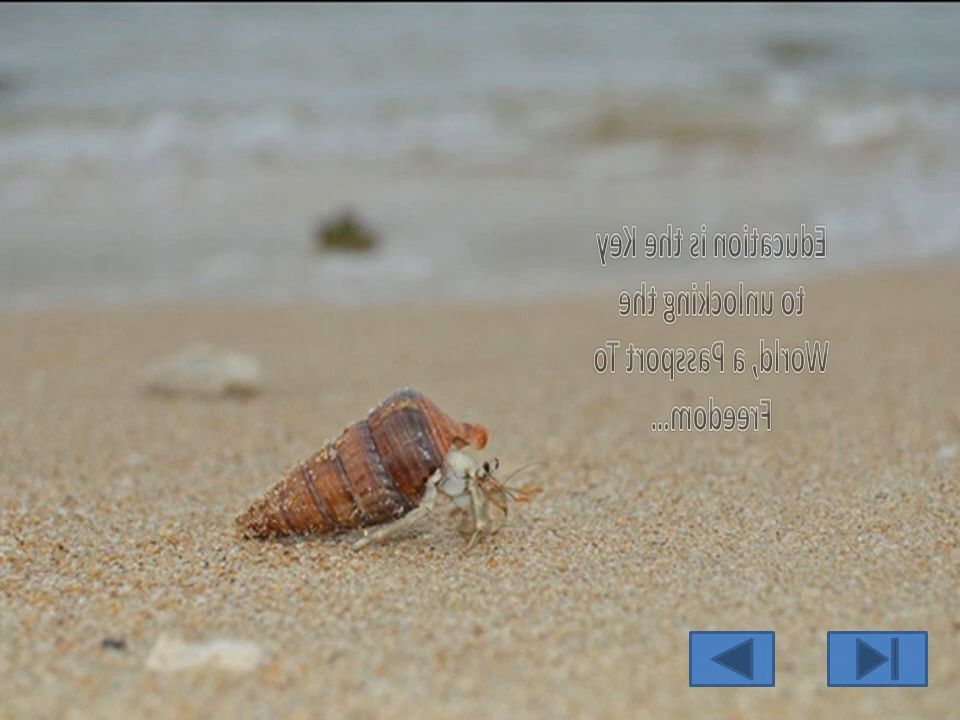 Education is the Key
to unlocking the
World, a Passport To
Freedom...